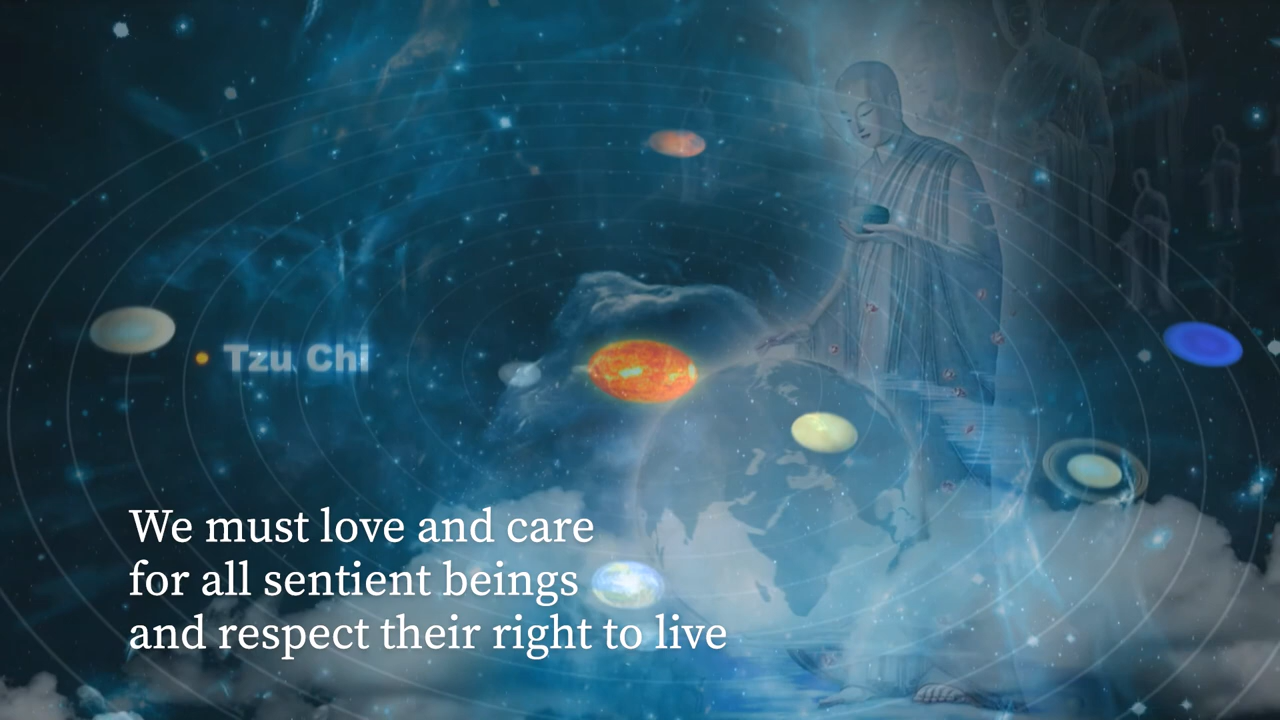 Tzu Chi
We must love and care
for all sentient beings
and respect their right to live